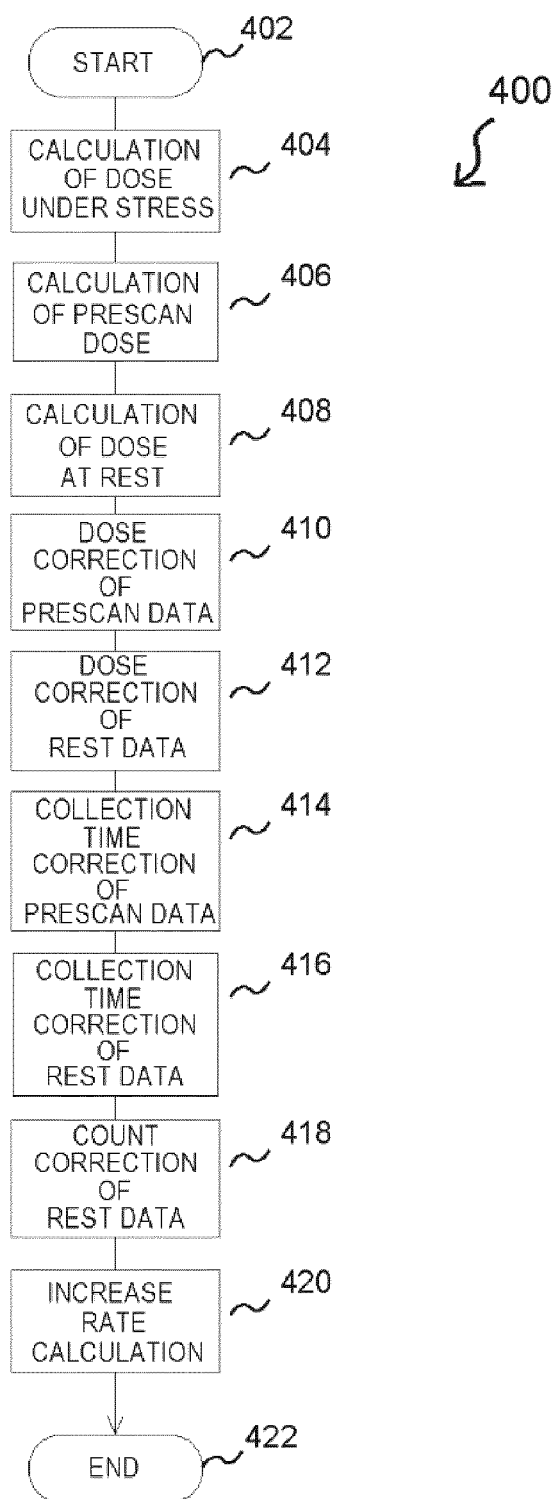 START
402
400
CALCULATION
OF DOSE
UNDER STRESS
404
CALCULATION
OF PRESCAN
DOSE
406
CALCULATION
OF DOSE
AT REST
408
DOSE
CORRECTION
OF
PRESCAN DATA
410
DOSE
CORRECTION
OF
REST DATA
412
COLLECTION
TIME
CORRECTION
OF
PRESCAN DATA
414
COLLECTION
TIME
CORRECTION
OF
REST DATA
416
COUNT
CORRECTION
OF
REST DATA
418
INCREASE
RATE
CALCULATION
420
END
422